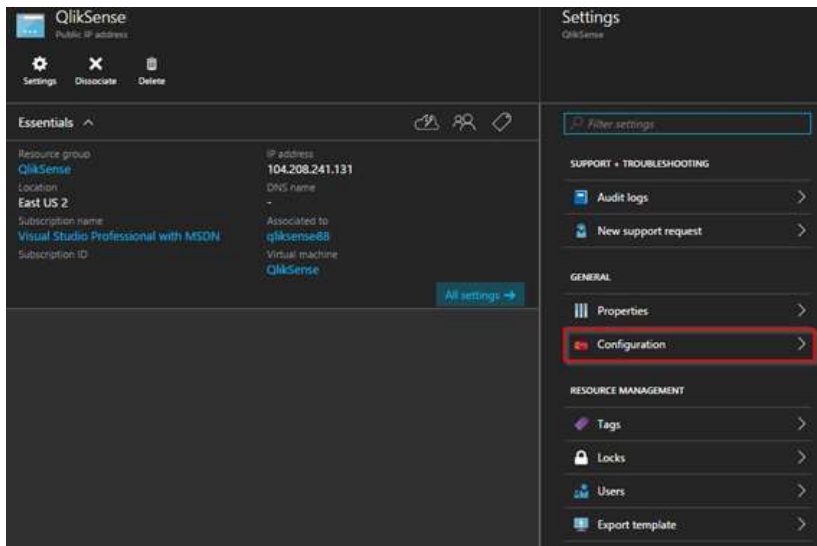 QlikSense
Public IP address
Settings
Dissociate
Delete
Essentials
Resource group
QlikSense
Location
East US 2
Subscription name
Visual Studio Professional with MSDN
Subscription ID
IP address
104.208.241.131
DNS name
-
Associated to
qliksense88
Virtual machine
QlikSense
All settings →
Settings
QlikSense
Filter settings
SUPPORT + TROUBLESHOOTING
Audit logs
New support request
GENERAL
Properties
Configuration
RESOURCE MANAGEMENT
Tags
Locks
Users
Export template